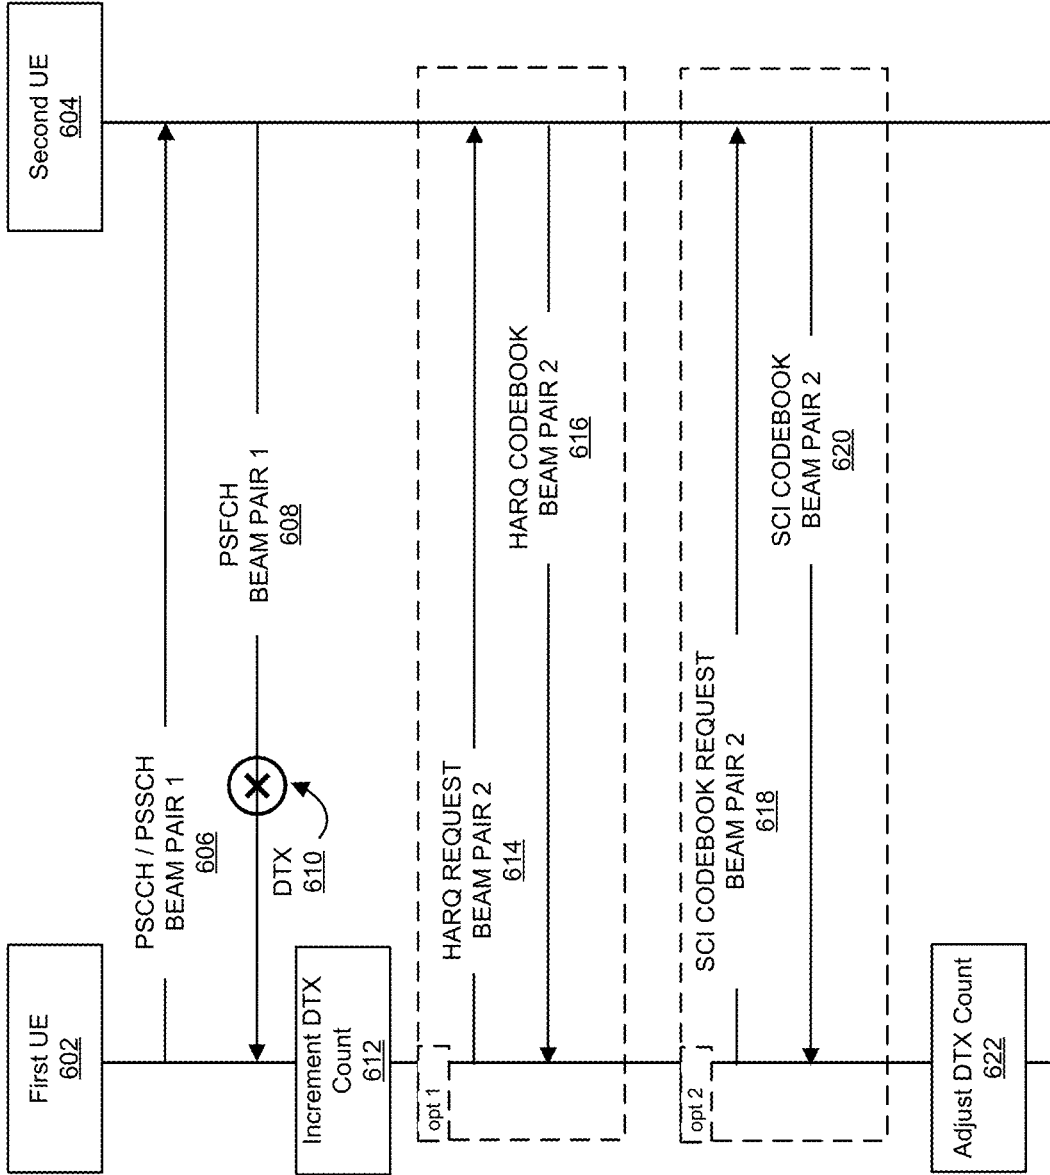 First UE
602
Second UE
604
PSCCH / PSSCH
BEAM PAIR 1
606
PSFCH
BEAM PAIR 1
608
DTX
610
Increment DTX
Count
612
opt 1
HARQ REQUEST
BEAM PAIR 2
614
HARQ CODEBOOK
BEAM PAIR 2
616
opt 2
SCI CODEBOOK REQUEST
BEAM PAIR 2
618
SCI CODEBOOK
BEAM PAIR 2
620
Adjust DTX Count
622